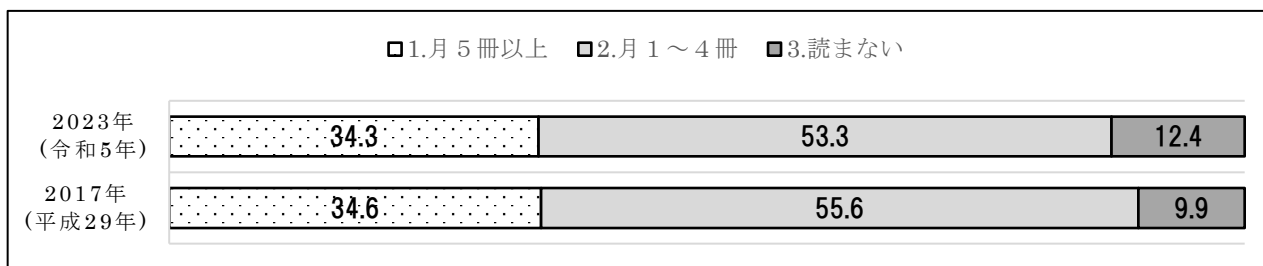 1.月５冊以上 2.月１～４冊 3.読まない
2023年
(令和5年)
34.3 53.3 12.4
2017年
(平成29年)
34.6 55.6 9.9